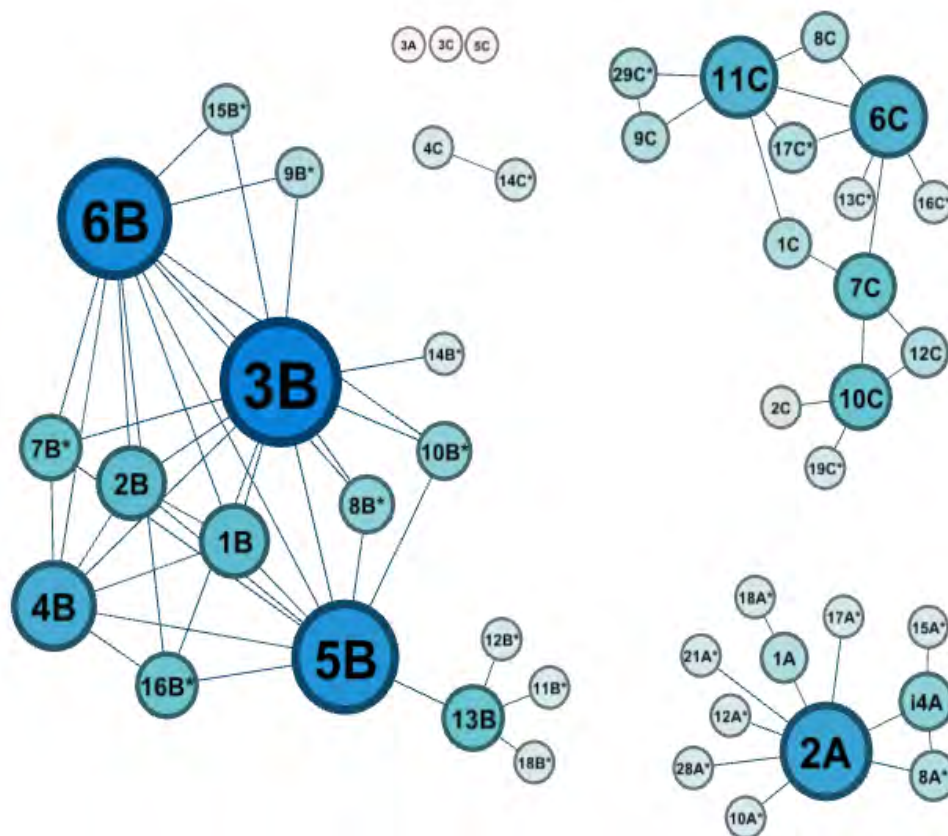 3A
3C
5C
15B*
9B*
6B
3B
14B*
7B*
2B
10B*
8B*
1B
4B
5B
16B*
12B*
11B*
13B
18B*
4C
14C*
8C
29C*
11C
6C
9C
17C*
13C*
16C*
1C
7C
12C
2C
10C
19C*
18A*
17A*
15A*
21A*
1A
i4A
12A*
2A
28A*
8A*
10A*